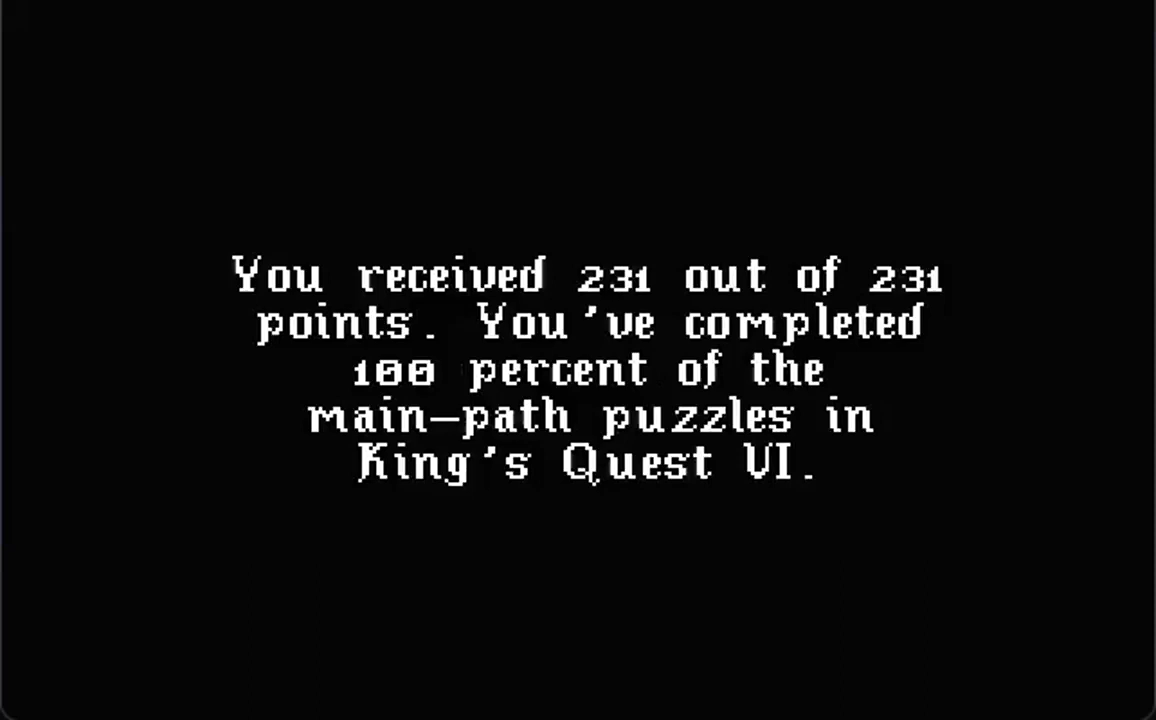 You received 231 out of 231
points. You've completed
100 percent of the
main-path puzzles in
King's Quest VI.